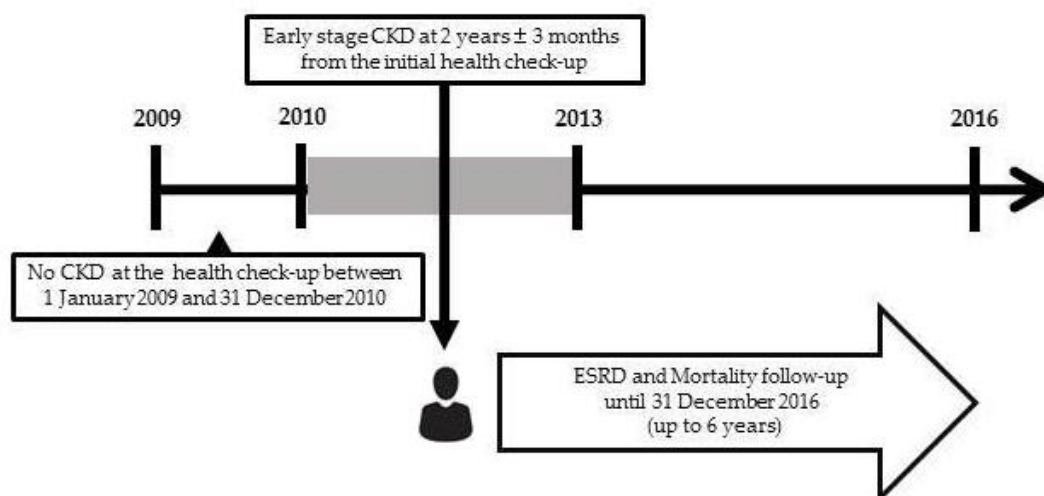 Early stage CKD at 2 years ± 3 months
from the initial health check-up
2009
2010
2013
2016
No CKD at the health check-up between
1 January 2009 and 31 December 2010
ESRD and Mortality follow-up
until 31 December 2016
(up to 6 years)